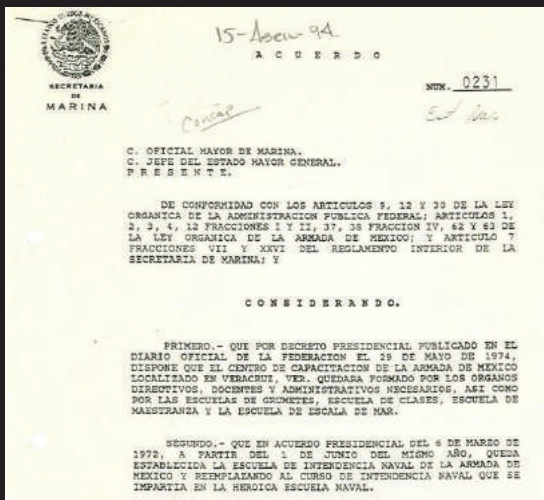 ESTADOS UNIDOS MEXICANOS
SECRETARIA
DE
MARINA
15-Abril-94
A C U E R D O
NUM. 0231
C. OFICIAL MAYOR DE MARINA.
C. JEFE DEL ESTADO MAYOR GENERAL.
P R E S E N T E.
DE CONFORMIDAD CON LOS ARTICULOS 9, 12 Y 30 DE LA LEY
ORGANICA DE LA ADMINISTRACION PUBLICA FEDERAL; ARTICULOS 1,
2, 3, 4, 12 FRACCIONES I Y II, 37, 38 FRACCION IV, 62 Y 63 DE
LA LEY ORGANICA DE LA ARMADA DE MEXICO; Y ARTICULO 7
FRACCIONES VII Y XXVI DEL REGLAMENTO INTERIOR DE LA
SECRETARIA DE MARINA; Y
C O N S I D E R A N D O.
PRIMERO.- QUE POR DECRETO PRESIDENCIAL PUBLICADO EN EL
DIARIO OFICIAL DE LA FEDERACION EL 29 DE MAYO DE 1974,
DISPONE QUE EL CENTRO DE CAPACITACION DE LA ARMADA DE MEXICO
LOCALIZADO EN VERACRUZ, VER. QUEDARA FORMADO POR LOS ORGANOS
DIRECTIVOS, DOCENTES Y ADMINISTRATIVOS NECESARIOS, ASI COMO
POR LAS ESCUELAS DE GRUMETES, ESCUELA DE CLASES, ESCUELA DE
MAESTRANZA Y LA ESCUELA DE ESCALA DE MAR.
SEGUNDO.- QUE EN ACUERDO PRESIDENCIAL DEL 6 DE MARZO DE
1972, A PARTIR DEL 1 DE JUNIO DEL MISMO AÑO, QUEDA
ESTABLECIDA LA ESCUELA DE INTENDENCIA NAVAL DE LA ARMADA DE
MEXICO Y REEMPLAZANDO AL CURSO DE INTENDENCIA NAVAL QUE SE
IMPARTIA EN LA HEROICA ESCUELA NAVAL.